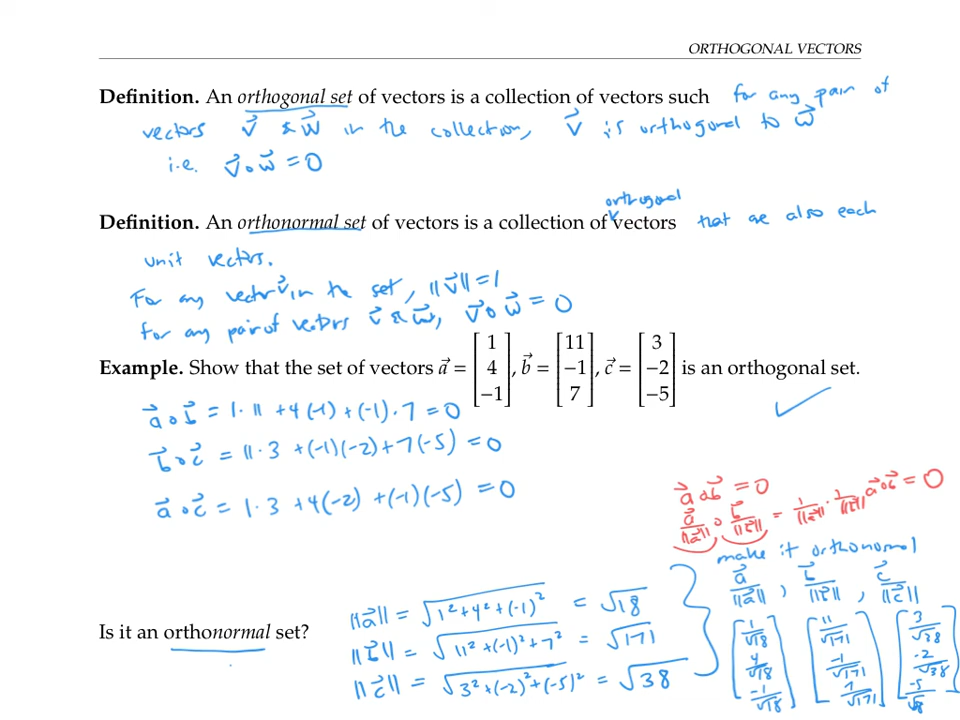 ORTHOGONAL VECTORS
Definition. An orthogonal set of vectors is a collection of vectors such for any pair of
vectors v⃗ & w⃗ in the collection, v⃗ is orthogonal to w⃗
i.e. v⃗ ∘ w⃗ = 0
orthogonal
Definition. An orthonormal set of vectors is a collection of vectors that are also each
unit vectors.
For any vector v⃗ in the set, ||v⃗|| = 1
for any pair of vectors v⃗ & w⃗, v⃗ ∘ w⃗ = 0
Example. Show that the set of vectors a⃗ = [1 4 −1], b⃗ = [11 −1 7], c⃗ = [3 −2 −5] is an orthogonal set.
a⃗ ∘ b⃗ = 1·11 + 4(-1) + (-1)·7 = 0
b⃗ ∘ c⃗ = 11·3 + (-1)(-2) + 7(-5) = 0
a⃗ ∘ c⃗ = 1·3 + 4(-2) + (-1)(-5) = 0
a⃗ ∘ b⃗ = 0
a⃗/||a⃗|| ∘ b⃗/||b⃗|| = 1/||a⃗|| · 1/||b⃗|| a⃗ ∘ b⃗ = 0
make it orthonormal
a⃗/||a⃗||, b⃗/||b⃗||, c⃗/||c⃗||
Is it an orthonormal set?
||a⃗|| = √(1² + 4² + (-1)²) = √18
||b⃗|| = √(11² + (-1)² + 7²) = √171
||c⃗|| = √(3² + (-2)² + (-5)²) = √38
[1/√18 4/√18 -1/√18] [11/√171 -1/√171 7/√171] [3/√38 -2/√38 -5/√38]